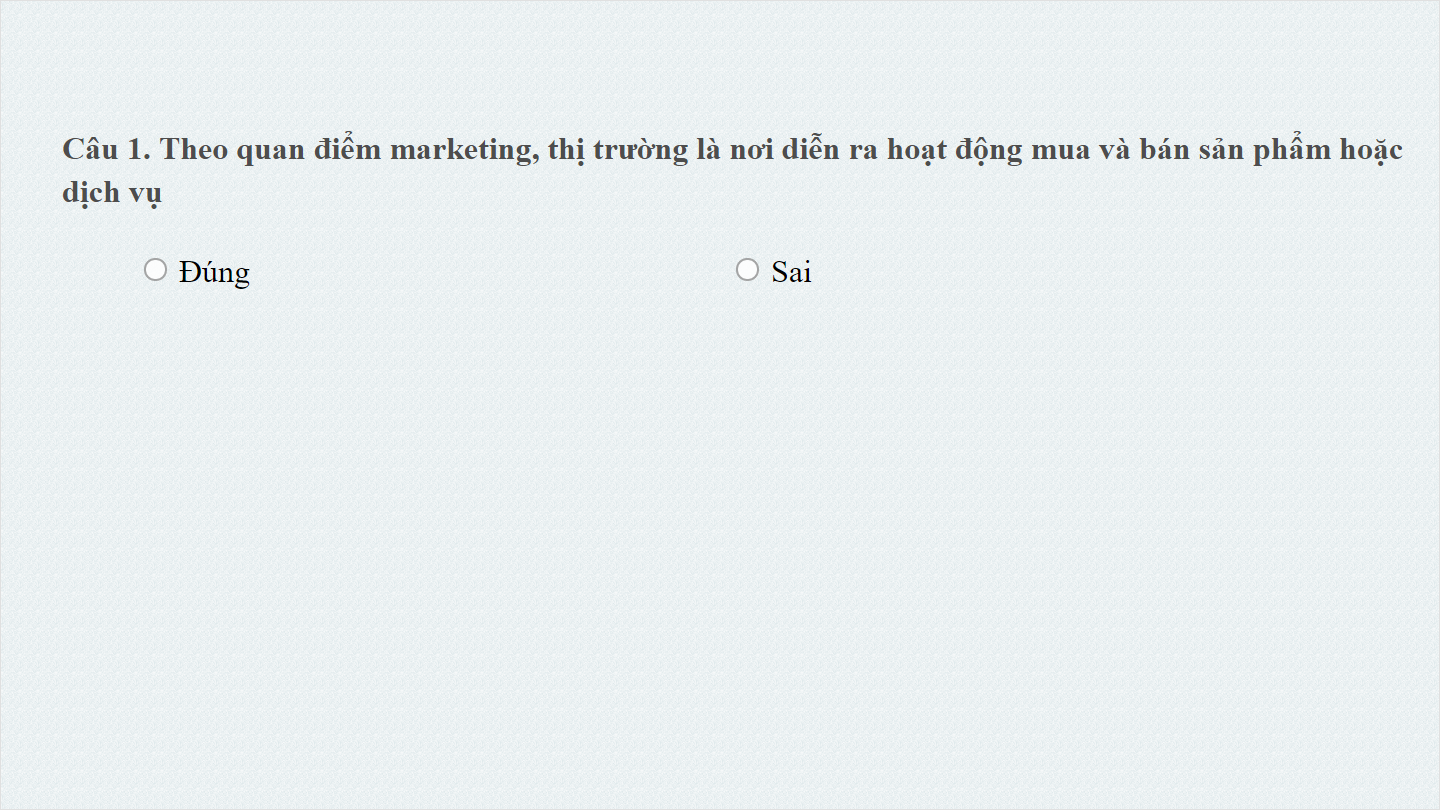 Câu 1. Theo quan điểm marketing, thị trường là nơi diễn ra hoạt động mua và bán sản phẩm hoặc
dịch vụ
Đúng
Sai